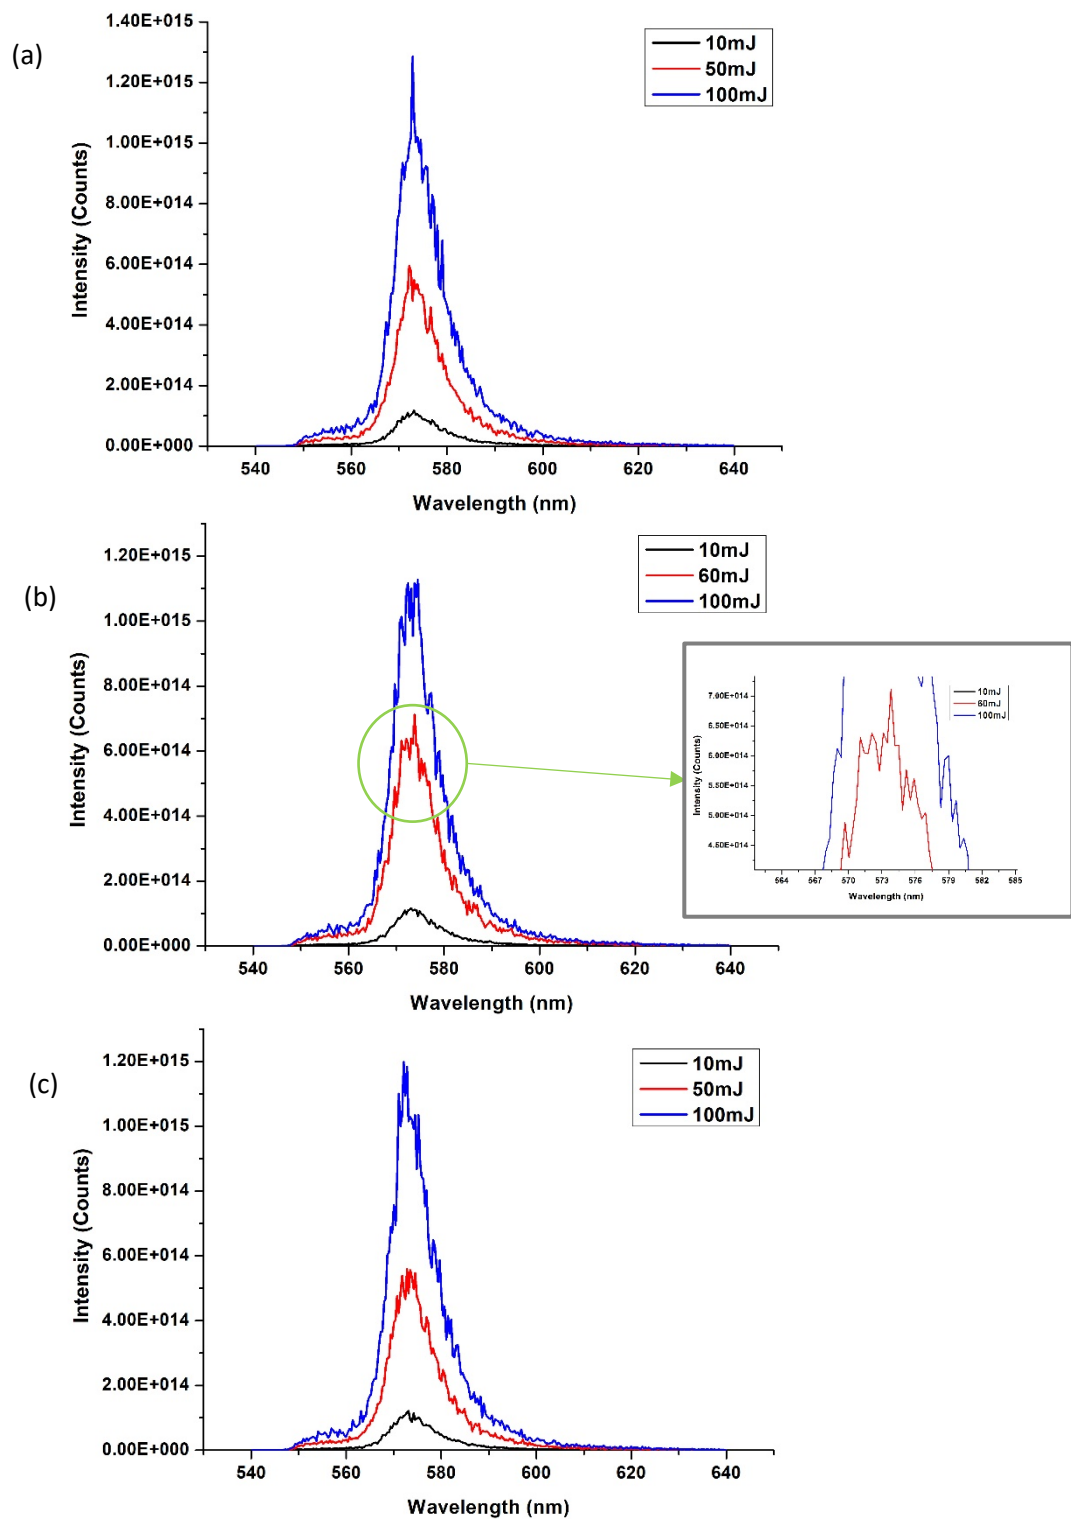 (a)
1.40E+015
1.20E+015
1.00E+015
8.00E+014
6.00E+014
4.00E+014
2.00E+014
0.00E+000
Intensity (Counts)
10mJ
50mJ
100mJ
540 560 580 600 620 640
Wavelength (nm)
(b)
1.20E+015
1.00E+015
8.00E+014
6.00E+014
4.00E+014
2.00E+014
0.00E+000
Intensity (Counts)
10mJ
60mJ
100mJ
540 560 580 600 620 640
Wavelength (nm)
7.00E+014
6.50E+014
6.00E+014
5.50E+014
5.00E+014
4.50E+014
Intensity (Counts)
10mJ
60mJ
100mJ
564 567 570 573 576 579 582 585
Wavelength (nm)
(c)
1.20E+015
1.00E+015
8.00E+014
6.00E+014
4.00E+014
2.00E+014
0.00E+000
Intensity (Counts)
10mJ
50mJ
100mJ
540 560 580 600 620 640
Wavelength (nm)